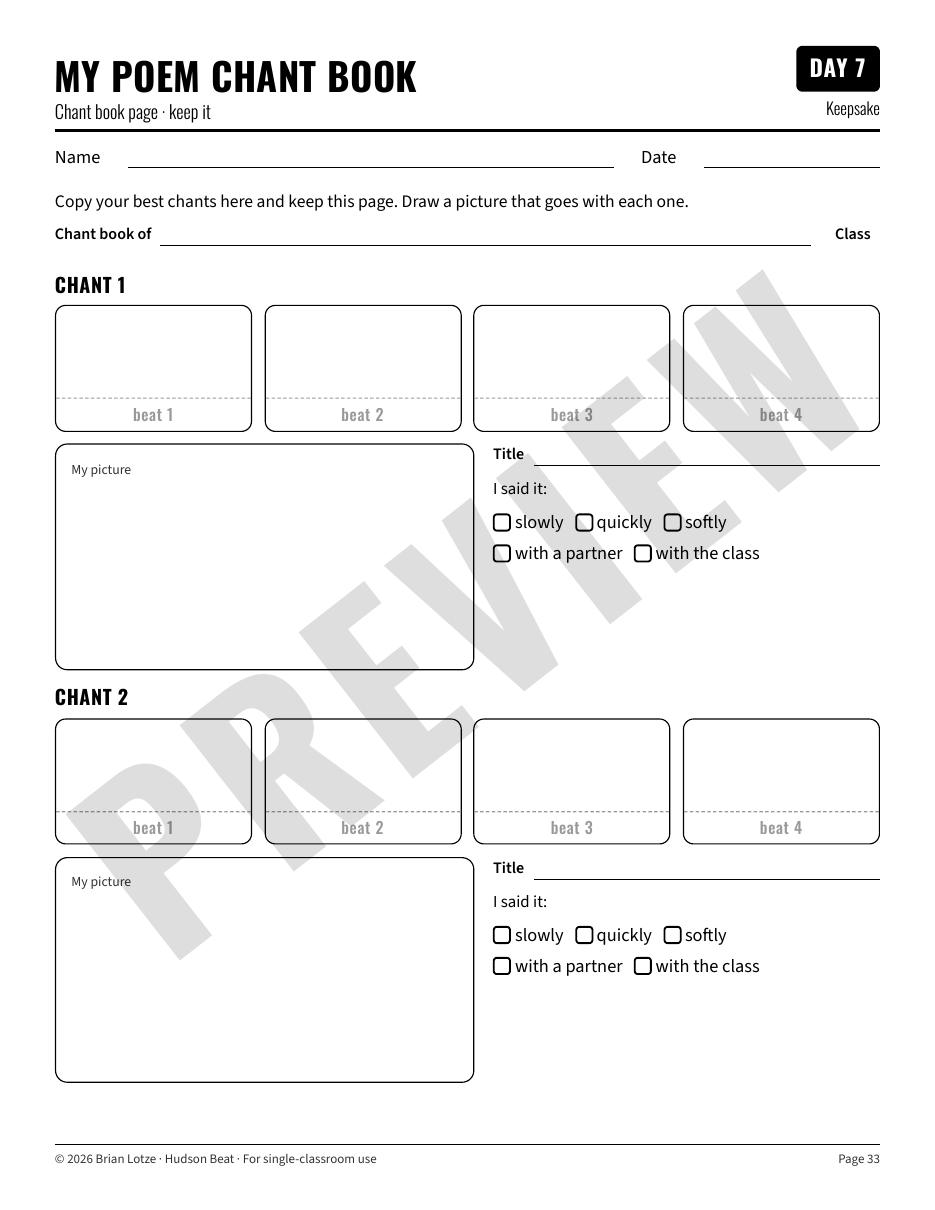 MY POEM CHANT BOOK
DAY 7
Chant book page · keep it
Keepsake
Name Date
Copy your best chants here and keep this page. Draw a picture that goes with each one.
Chant book of Class
CHANT 1
beat 1 beat 2 beat 3 beat 4
My picture
Title
I said it:
slowly quickly softly
with a partner with the class
CHANT 2
beat 1 beat 2 beat 3 beat 4
My picture
Title
I said it:
slowly quickly softly
with a partner with the class
PREVIEW
© 2026 Brian Lotze · Hudson Beat · For single-classroom use
Page 33